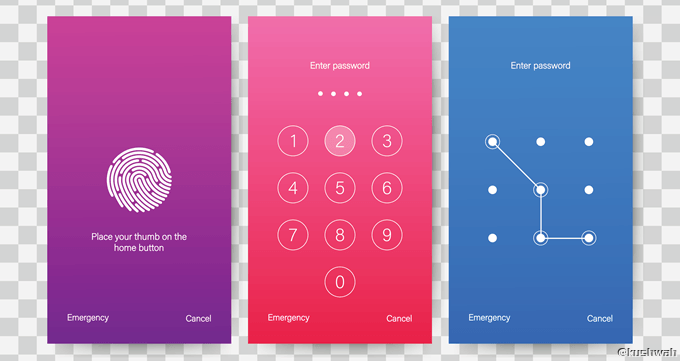 Place your thumb on the
home button
Emergency
Cancel
Enter password
1 2 3
4 5 6
7 8 9
0
Emergency
Cancel
Enter password
Emergency
Cancel
@kushwah